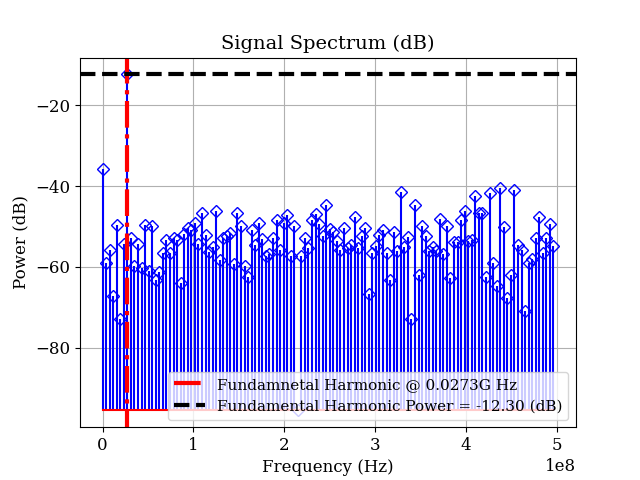 Signal Spectrum (dB)
Power (dB)
−20
−40
−60
−80
Fundamnetal Harmonic @ 0.0273G Hz
Fundamental Harmonic Power = -12.30 (dB)
0
1
2
3
4
5
1e8
Frequency (Hz)